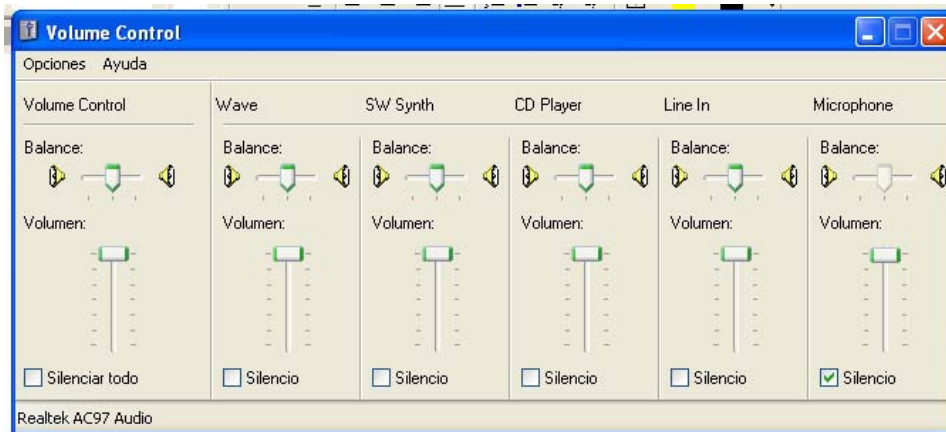 Volume Control
Opciones Ayuda
Volume Control Wave SW Synth CD Player Line In Microphone
Balance: Balance: Balance: Balance: Balance: Balance:
Volumen: Volumen: Volumen: Volumen: Volumen: Volumen:
Silenciar todo Silencio Silencio Silencio Silencio Silencio
Realtek AC97 Audio